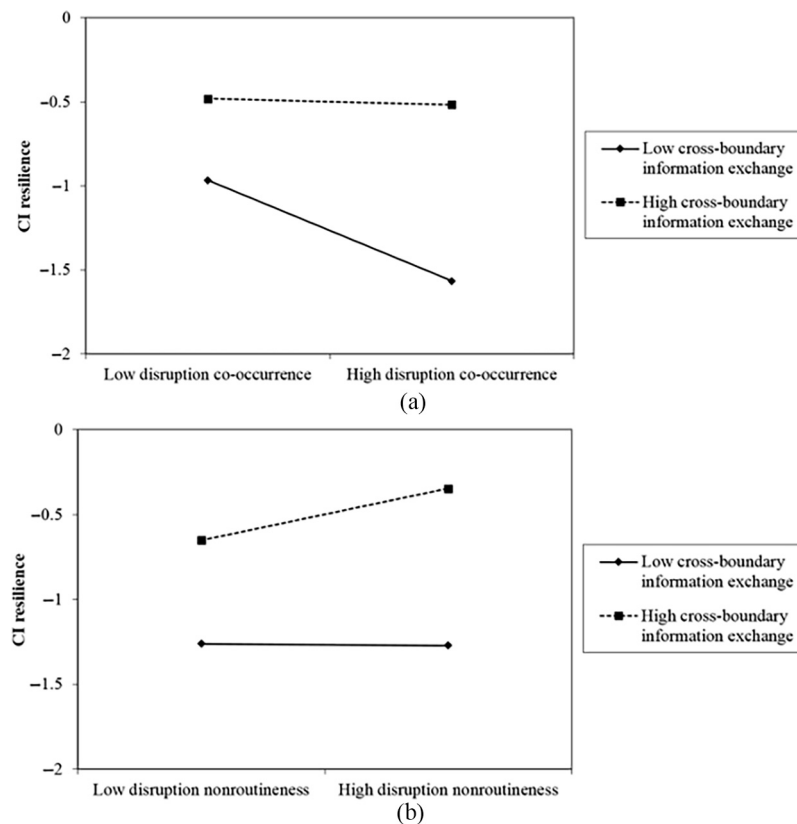 0
−0.5
−1
−1.5
−2
CI resilience
Low disruption co-occurrence
High disruption co-occurrence
Low cross-boundary
information exchange
High cross-boundary
information exchange
(a)
0
−0.5
−1
−1.5
−2
CI resilience
Low disruption nonroutineness
High disruption nonroutineness
Low cross-boundary
information exchange
High cross-boundary
information exchange
(b)